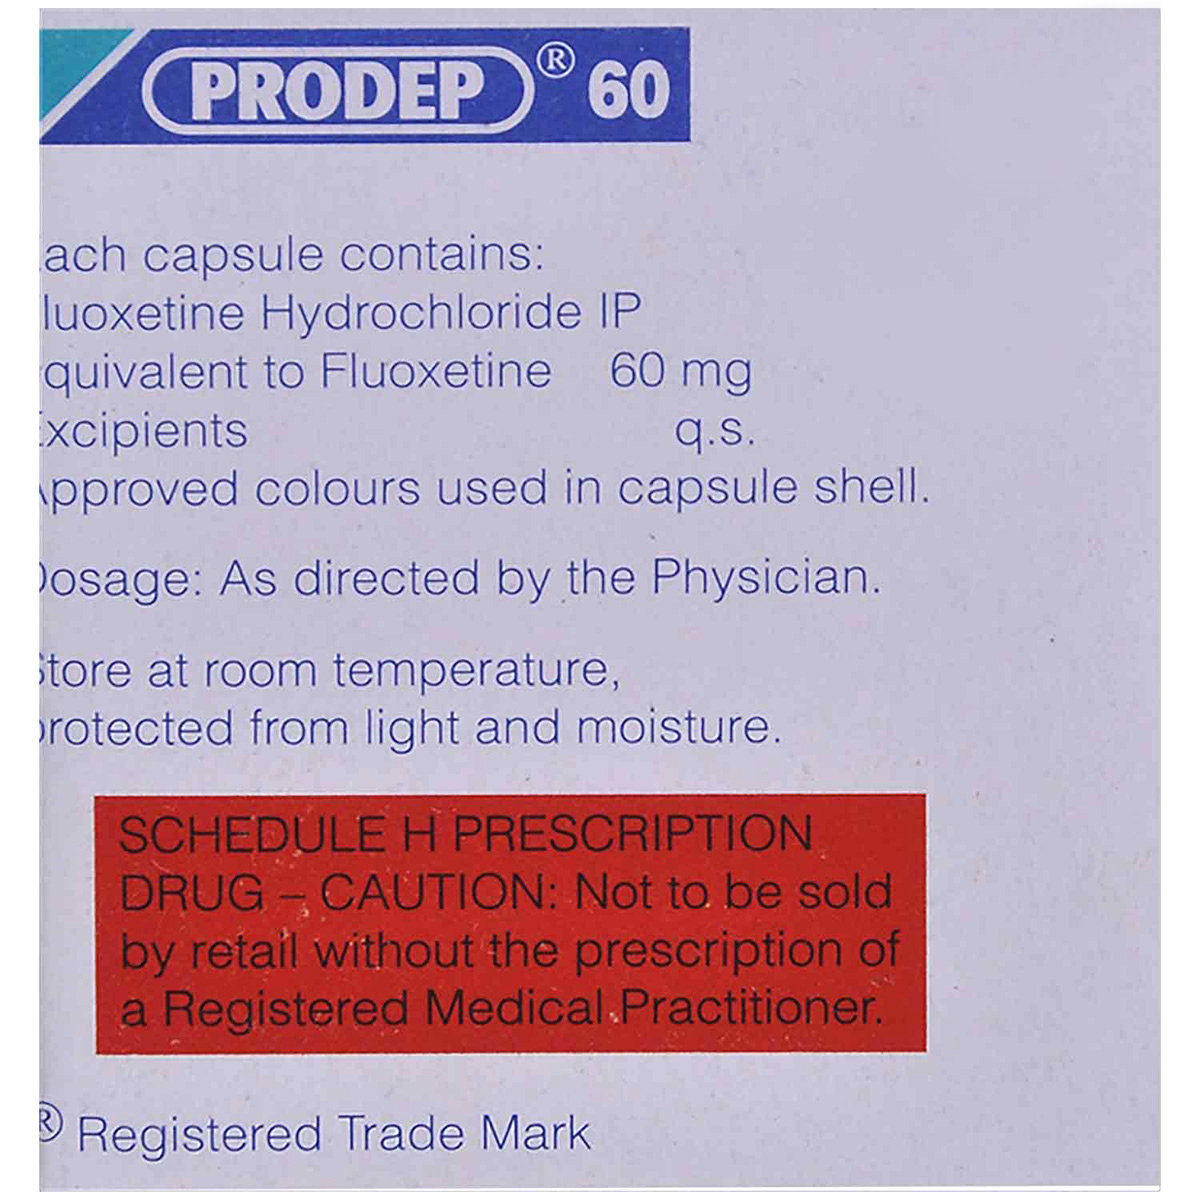 PRODEP® 60
ach capsule contains:
luoxetine Hydrochloride IP
quivalent to Fluoxetine 60 mg
xcipients q.s.
pproved colours used in capsule shell.
osage: As directed by the Physician.
tore at room temperature,
rotected from light and moisture.
SCHEDULE H PRESCRIPTION
DRUG – CAUTION: Not to be sold
by retail without the prescription of
a Registered Medical Practitioner.
® Registered Trade Mark